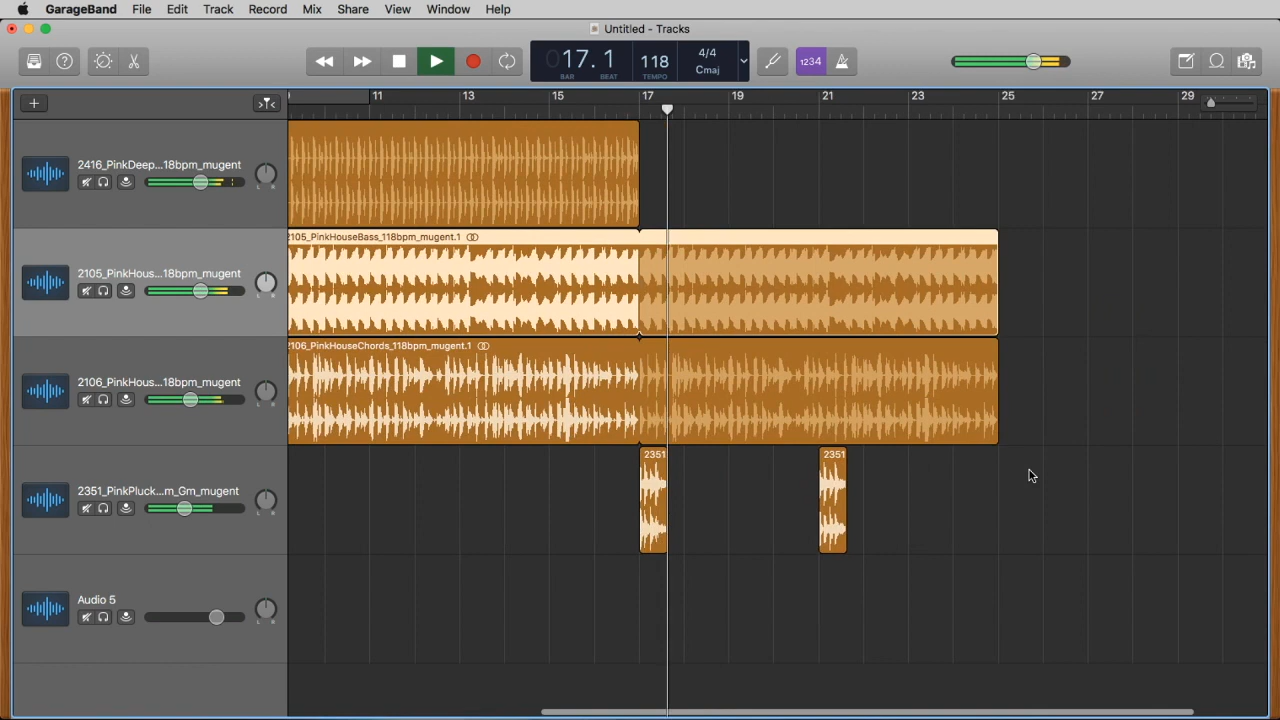 GarageBand File Edit Track Record Mix Share View Window Help
Untitled - Tracks
017. 1 118 4/4 Cmaj
BAR BEAT TEMPO
1234
11 13 15 17 19 21 23 25 27 29
2416_PinkDeep...18bpm_mugent
L R
2105_PinkHouseBass_118bpm_mugent.1
2105_PinkHous...18bpm_mugent
L R
2106_PinkHouseChords_118bpm_mugent.1
2106_PinkHous...18bpm_mugent
L R
2351 2351
2351_PinkPluck...m_Gm_mugent
L R
Audio 5
L R